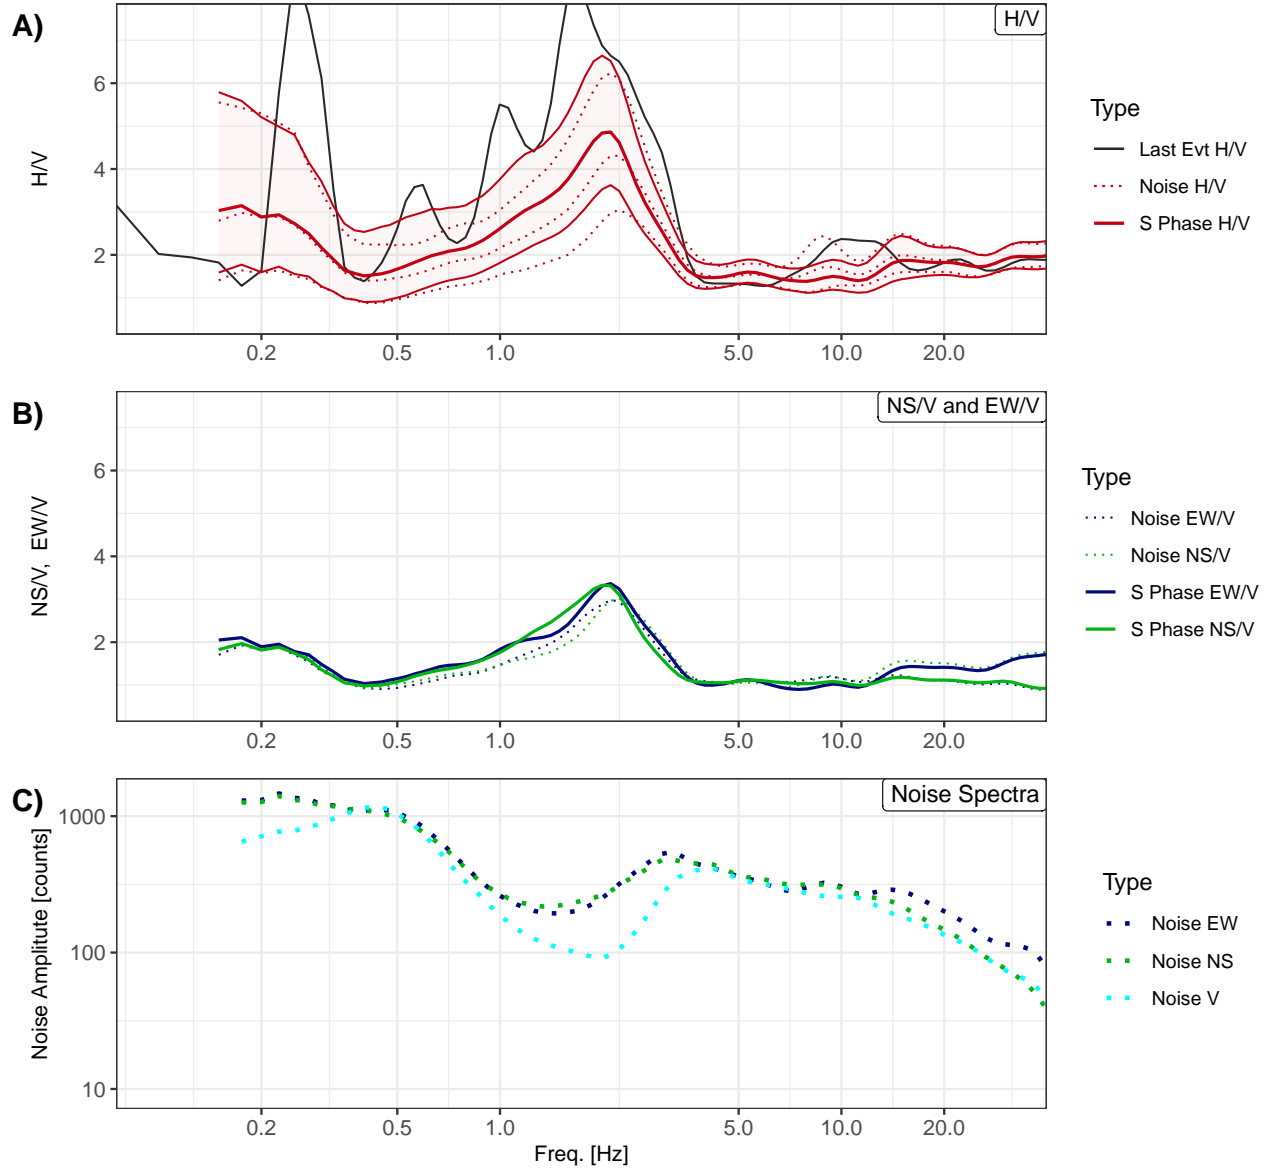 A)
H/V
6
4
2
H/V
0.2 0.5 1.0 5.0 10.0 20.0
Type
Last Evt H/V
Noise H/V
S Phase H/V
B)
NS/V and EW/V
6
4
2
NS/V, EW/V
0.2 0.5 1.0 5.0 10.0 20.0
Type
Noise EW/V
Noise NS/V
S Phase EW/V
S Phase NS/V
C)
Noise Spectra
1000
100
10
Noise Amplitute [counts]
0.2 0.5 1.0 5.0 10.0 20.0
Freq. [Hz]
Type
Noise EW
Noise NS
Noise V